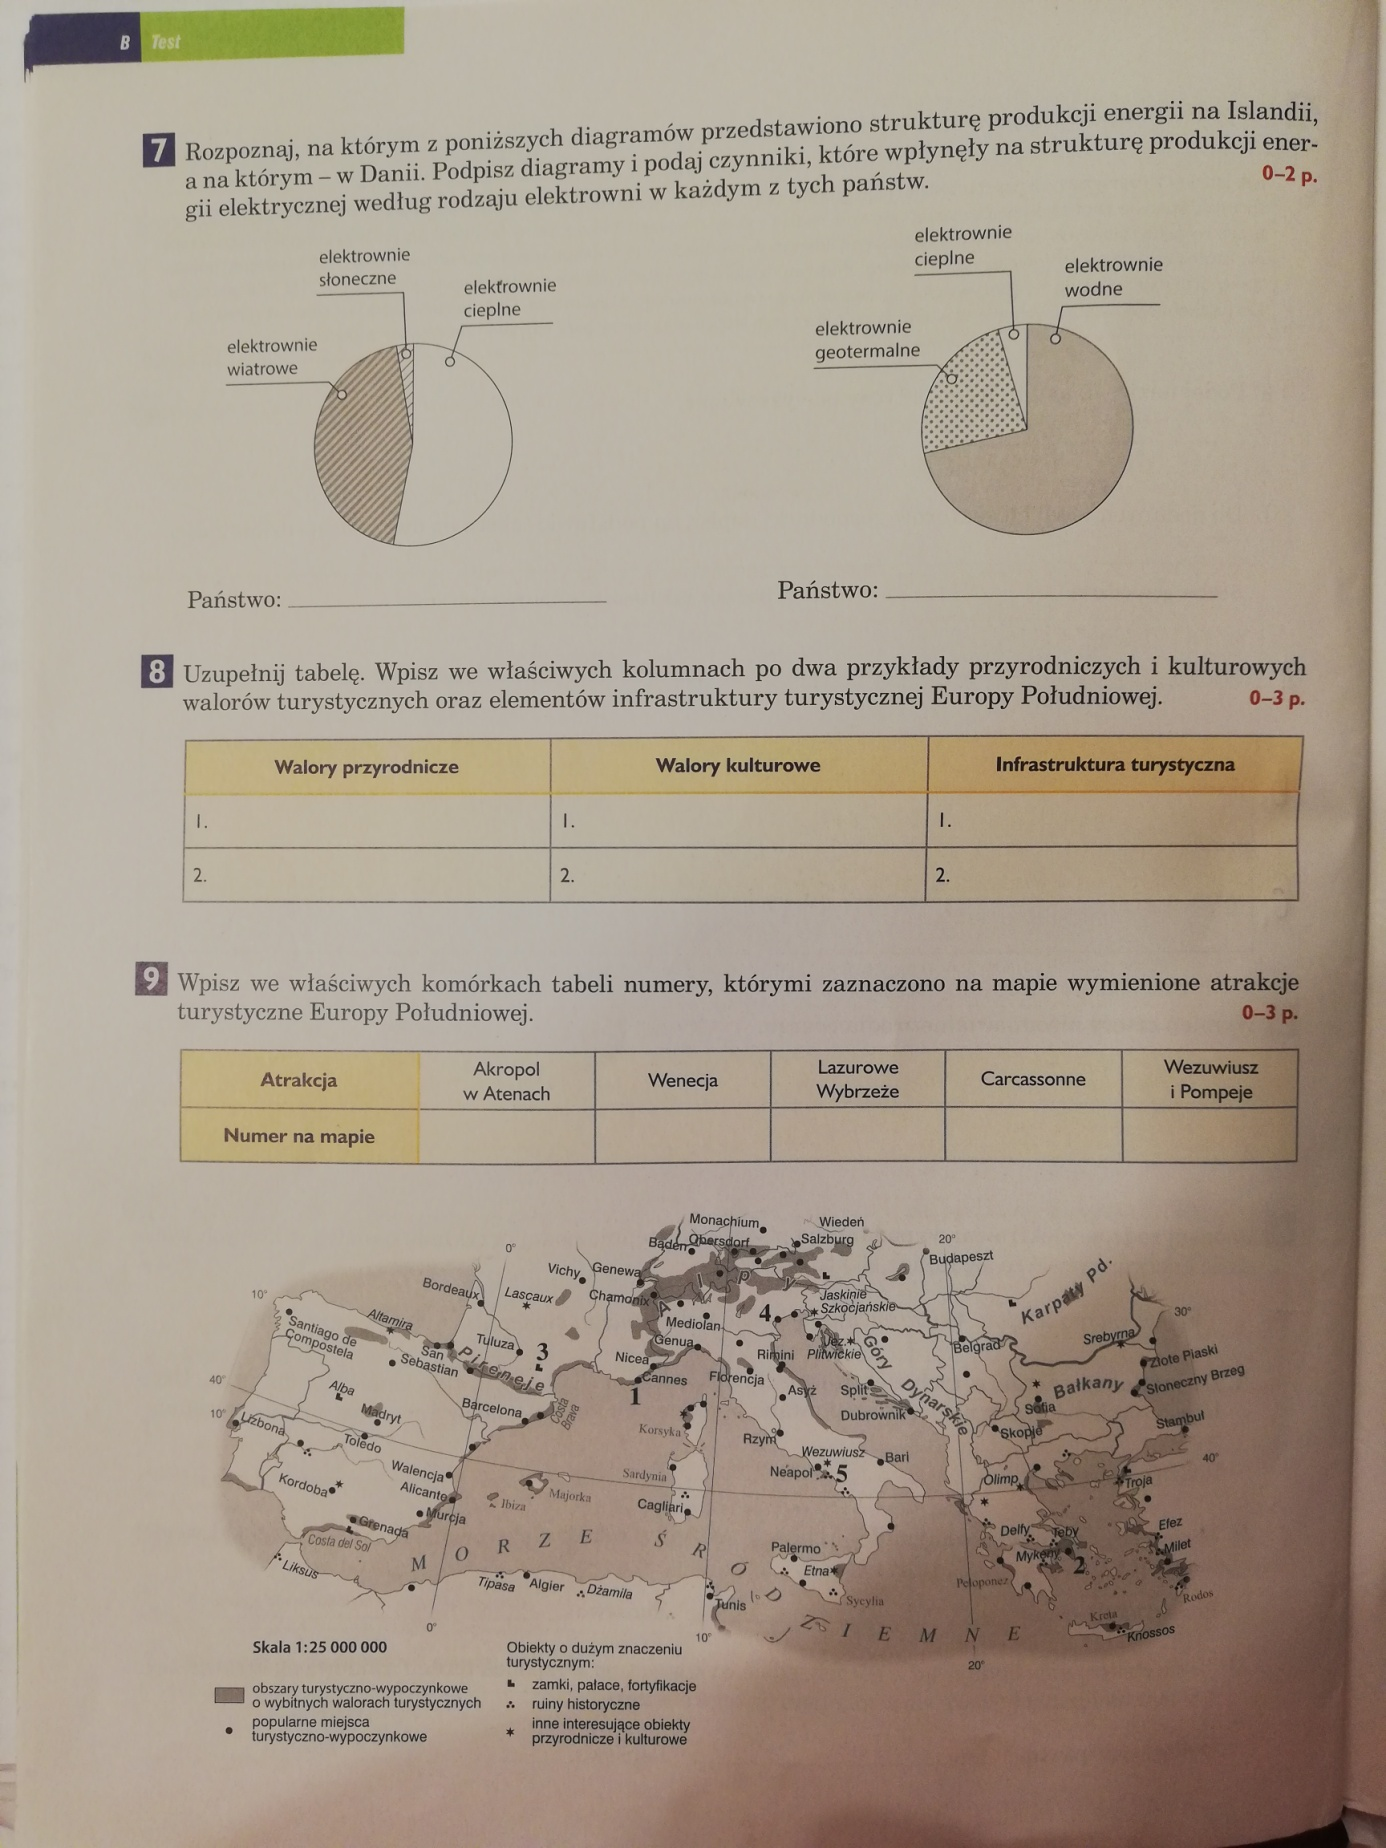 B Test
7 Rozpoznaj, na którym z poniższych diagramów przedstawiono strukturę produkcji energii na Islandii,
a na którym – w Danii. Podpisz diagramy i podaj czynniki, które wpłynęły na strukturę produkcji ener-
gii elektrycznej według rodzaju elektrowni w każdym z tych państw. 0–2 p.
elektrownie
słoneczne
elektrownie
cieplne
elektrownie
wiatrowe
elektrownie
cieplne
elektrownie
wodne
elektrownie
geotermalne
Państwo:
Państwo:
8 Uzupełnij tabelę. Wpisz we właściwych kolumnach po dwa przykłady przyrodniczych i kulturowych
walorów turystycznych oraz elementów infrastruktury turystycznej Europy Południowej. 0–3 p.
Walory przyrodnicze Walory kulturowe Infrastruktura turystyczna
1. 1. 1.
2. 2. 2.
9 Wpisz we właściwych komórkach tabeli numery, którymi zaznaczono na mapie wymienione atrakcje
turystyczne Europy Południowej. 0–3 p.
Atrakcja
Akropol
w Atenach
Wenecja
Lazurowe
Wybrzeże
Carcassonne
Wezuwiusz
i Pompeje
Numer na mapie
Monachium
Wiedeń
Baden
Obersdorf
Salzburg
20°
Budapeszt
0°
Vichy
Genewa
Karpaty Pd.
10°
Bordeaux
Lascaux
Chamonix
Alpy
Jaskinie
Szkocjańskie
30°
Altamira
Santiago de
Compostela
Tuluza
3
Mediolan
4
Genua
Srebyrna
San
Sebastian
Pireneje
Nicea
Cannes
1
Rimini
Jez.
Plitwickie
Góry
Dynarskie
Belgrad
Złote Piaski
40°
Alba
Florencja
Asyż
Split
Bałkany
Słoneczny Brzeg
10°
Madryt
Barcelona
Costa
Brava
Dubrownik
Sofia
Lizbona
Toledo
Korsyka
Rzym
Skopje
Stambuł
Walencja
Wezuwiusz
Bari
40°
Sardynia
Neapol
5
Olimp
Troja
Kordoba
Alicante
Ibiza
Majorka
Cagliari
Murcja
Grenada
Costa del Sol
Delfy
Teby
Efez
MORZE ŚRÓDZIEMNE
Palermo
Mykeny
2
Milet
Liksus
Etna
Peloponez
Tipasa
Algier
Dżamila
Tunis
Sycylia
Rodos
Kreta
Knossos
0°
10°
20°
Skala 1:25 000 000
obszary turystyczno-wypoczynkowe
o wybitnych walorach turystycznych
popularne miejsca
turystyczno-wypoczynkowe
Obiekty o dużym znaczeniu
turystycznym:
zamki, pałace, fortyfikacje
ruiny historyczne
inne interesujące obiekty
przyrodnicze i kulturowe